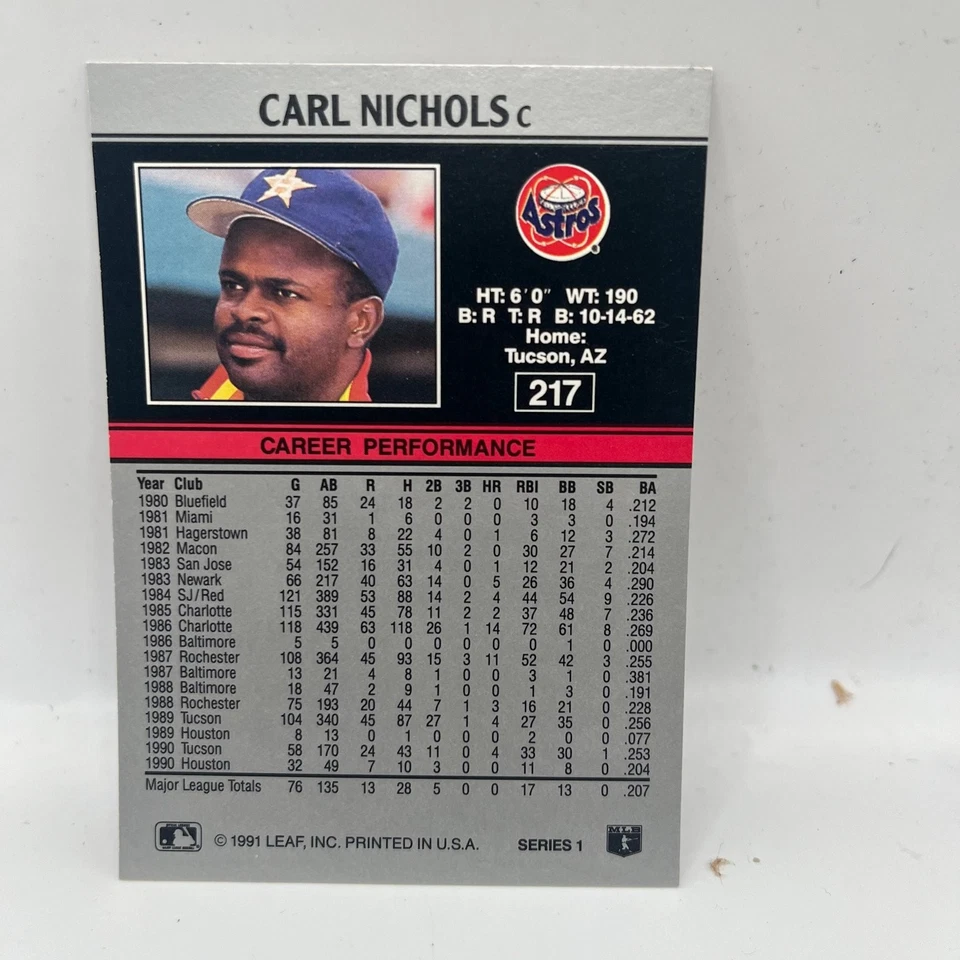 CARL NICHOLS C
Astros
HT: 6'0" WT: 190
B: R T: R B: 10-14-62
Home:
Tucson, AZ
217
CAREER PERFORMANCE
Year Club G AB R H 2B 3B HR RBI BB SB BA
1980 Bluefield 37 85 24 18 2 2 0 10 18 4 .212
1981 Miami 16 31 1 6 0 0 0 3 3 0 .194
1981 Hagerstown 38 81 8 22 4 0 1 6 12 3 .272
1982 Macon 84 257 33 55 10 2 0 30 27 7 .214
1983 San Jose 54 152 16 31 4 0 1 12 21 2 .204
1983 Newark 66 217 40 63 14 0 5 26 36 4 .290
1984 SJ/Red 121 389 53 88 14 2 4 44 54 9 .226
1985 Charlotte 115 331 45 78 11 2 2 37 48 7 .236
1986 Charlotte 118 439 63 118 26 1 14 72 61 8 .269
1986 Baltimore 5 5 0 0 0 0 0 0 1 0 .000
1987 Rochester 108 364 45 93 15 3 11 52 42 3 .255
1987 Baltimore 13 21 4 8 1 0 0 3 1 0 .381
1988 Baltimore 18 47 2 9 1 0 0 1 3 0 .191
1988 Rochester 75 193 20 44 7 1 3 16 21 0 .228
1989 Tucson 104 340 45 87 27 1 4 27 35 0 .256
1989 Houston 8 13 0 1 0 0 0 2 0 0 .077
1990 Tucson 58 170 24 43 11 0 4 33 30 1 .253
1990 Houston 32 49 7 10 3 0 0 11 8 0 .204
Major League Totals 76 135 13 28 5 0 0 17 13 0 .207
© 1991 LEAF, INC. PRINTED IN U.S.A. SERIES 1 MLB